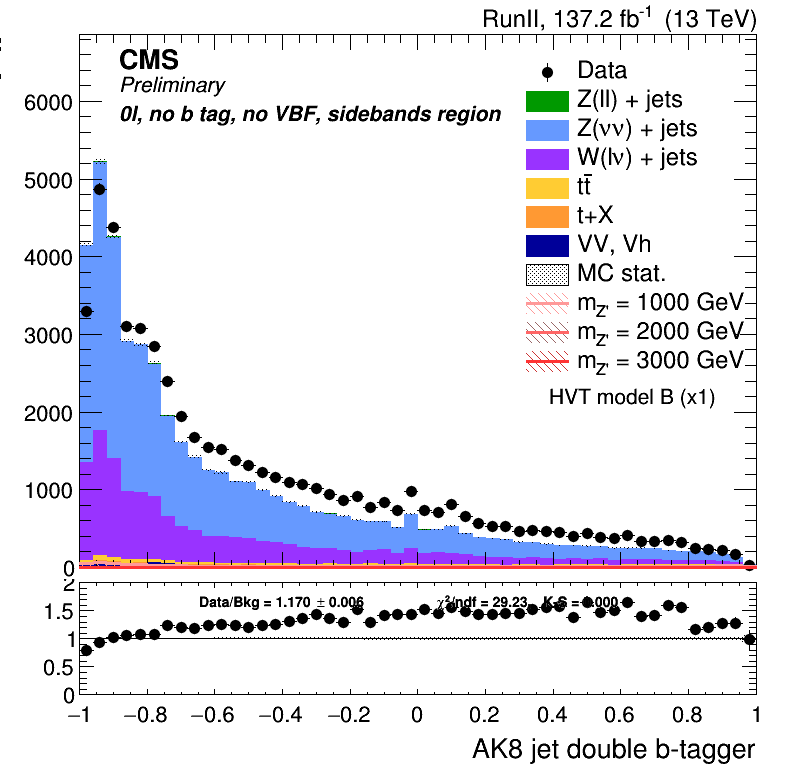 RunII, 137.2 fb⁻¹ (13 TeV)
CMS
Preliminary
0l, no b tag, no VBF, sidebands region
Data
Z(ll) + jets
Z(νν) + jets
W(lν) + jets
tt̄
t+X
VV, Vh
MC stat.
m_Z' = 1000 GeV
m_Z' = 2000 GeV
m_Z' = 3000 GeV
HVT model B (x1)
6000
5000
4000
3000
2000
1000
0
Data/Bkg = 1.170 ± 0.006 χ²/ndf = 29.23 K-S = 0.000
2
1.5
1
0.5
0
−1 −0.8 −0.6 −0.4 −0.2 0 0.2 0.4 0.6 0.8 1
AK8 jet double b-tagger